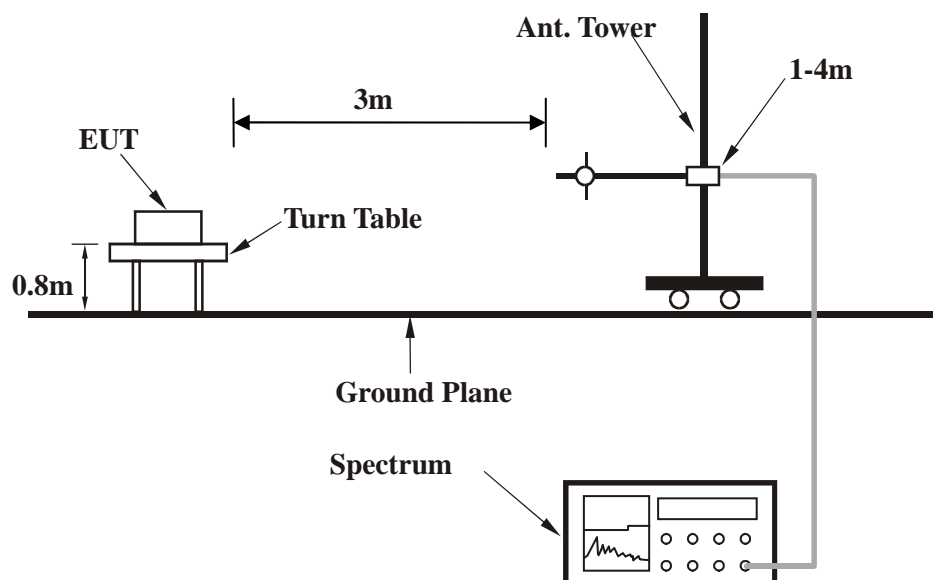 Ant. Tower
1-4m
3m
EUT
Turn Table
0.8m
Ground Plane
Spectrum